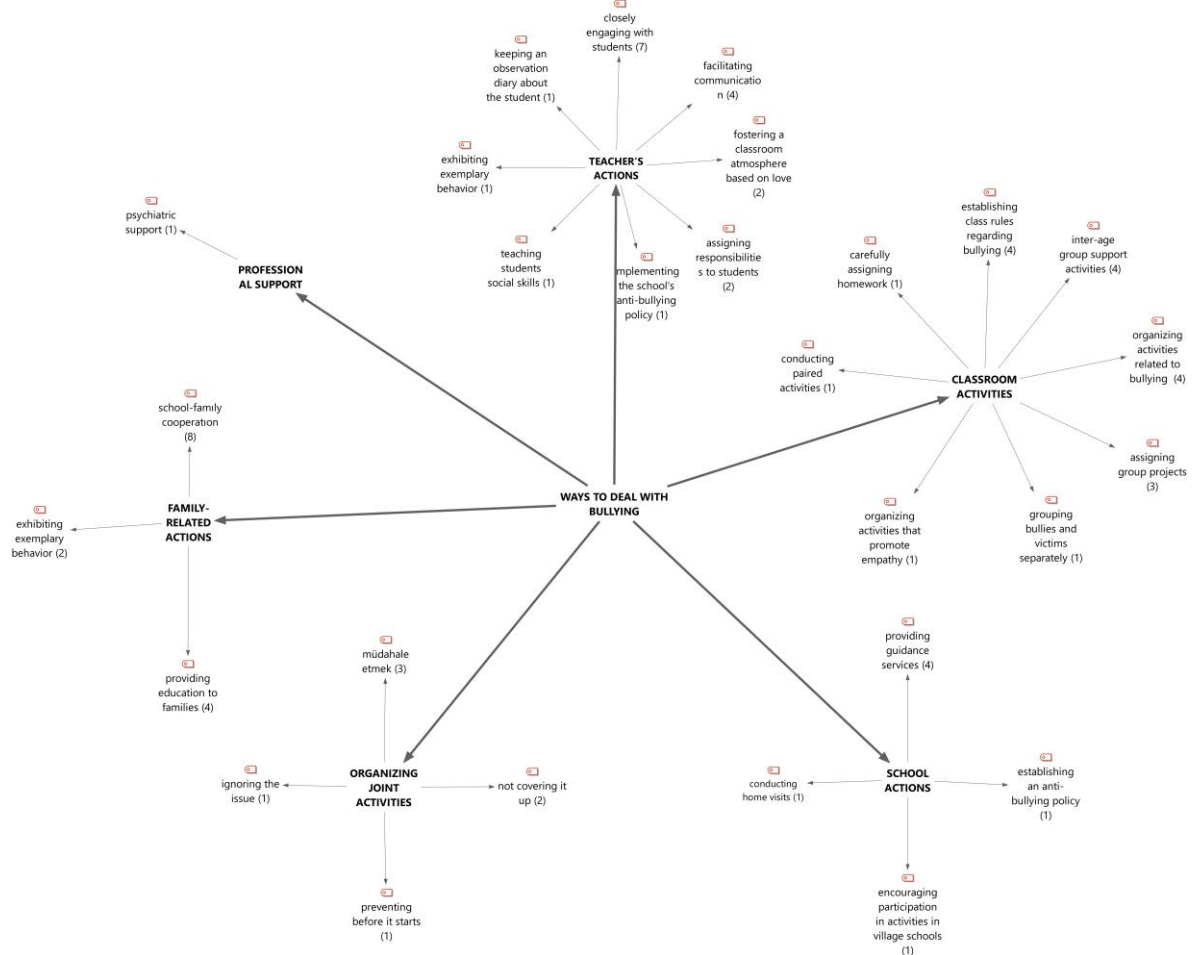 closely
engaging with
students (7)
keeping an
observation
diary about
the student (1)
facilitating
communicatio
n (4)
fostering a
classroom
atmosphere
based on love
(2)
exhibiting
exemplary
behavior (1)
TEACHER'S
ACTIONS
teaching
students
social skills (1)
mplementing
the school's
anti-bullying
policy (1)
assigning
responsibilitie
s to students
(2)
psychiatric
support (1)
PROFESSION
AL SUPPORT
establishing
class rules
regarding
bullying (4)
inter-age
group support
activities (4)
carefully
assigning
homework (1)
organizing
activities
related to
bullying (4)
conducting
paired
activities (1)
CLASSROOM
ACTIVITIES
assigning
group projects
(3)
organizing
activities that
promote
empathy (1)
grouping
bullies and
victims
separately (1)
WAYS TO DEAL WITH
BULLYING
school-family
cooperation
(8)
FAMILY-
RELATED
ACTIONS
exhibiting
exemplary
behavior (2)
providing
education to
families (4)
müdahale
etmek (3)
ignoring the
issue (1)
ORGANIZING
JOINT
ACTIVITIES
not covering it
up (2)
preventing
before it starts
(1)
providing
guidance
services (4)
conducting
home visits (1)
SCHOOL
ACTIONS
establishing
an anti-
bullying policy
(1)
encouraging
participation
in activities in
village schools
(1)